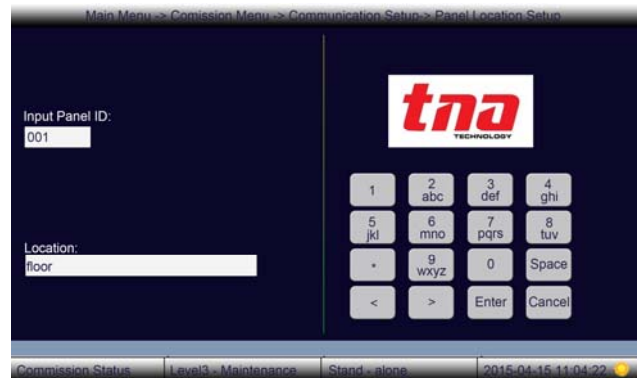 Main Menu -> Comission Menu -> Communication Setup-> Panel Location Setup
Input Panel ID:
001
Location:
floor
tna
TECHNOLOGY
1
2
abc
3
def
4
ghi
5
jkl
6
mno
7
pqrs
8
tuv
*
9
wxyz
0
Space
<
>
Enter
Cancel
Commission Status
Level3 - Maintenance
Stand - alone
2015-04-15 11:04:22